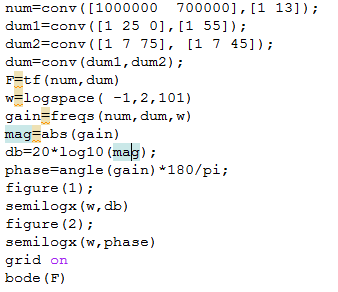 num=conv([1000000  700000],[1 13]);
dum1=conv([1 25 0],[1 55]);
dum2=conv([1 7 75], [1 7 45]);
dum=conv(dum1,dum2);
F=tf(num,dum)
w=logspace( -1,2,101)
gain=freqs(num,dum,w)
mag=abs(gain)
db=20*log10(mag);
phase=angle(gain)*180/pi;
figure(1);
semilogx(w,db)
figure(2);
semilogx(w,phase)
grid on
bode(F)